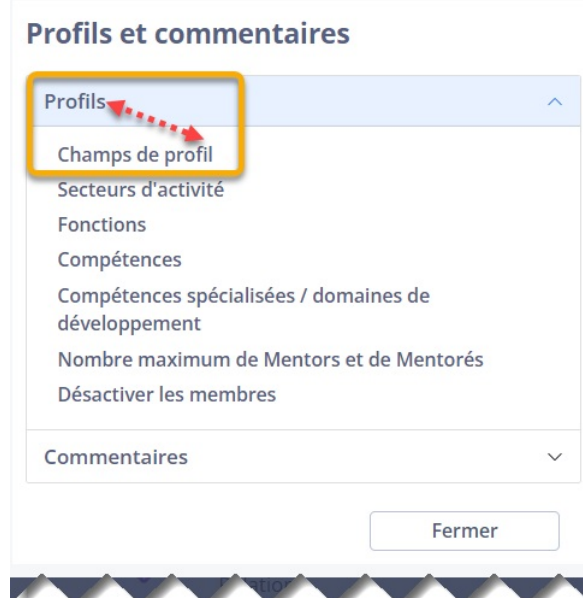 Profils et commentaires
Profils
Champs de profil
Secteurs d'activité
Fonctions
Compétences
Compétences spécialisées / domaines de
développement
Nombre maximum de Mentors et de Mentorés
Désactiver les membres
Commentaires
Fermer